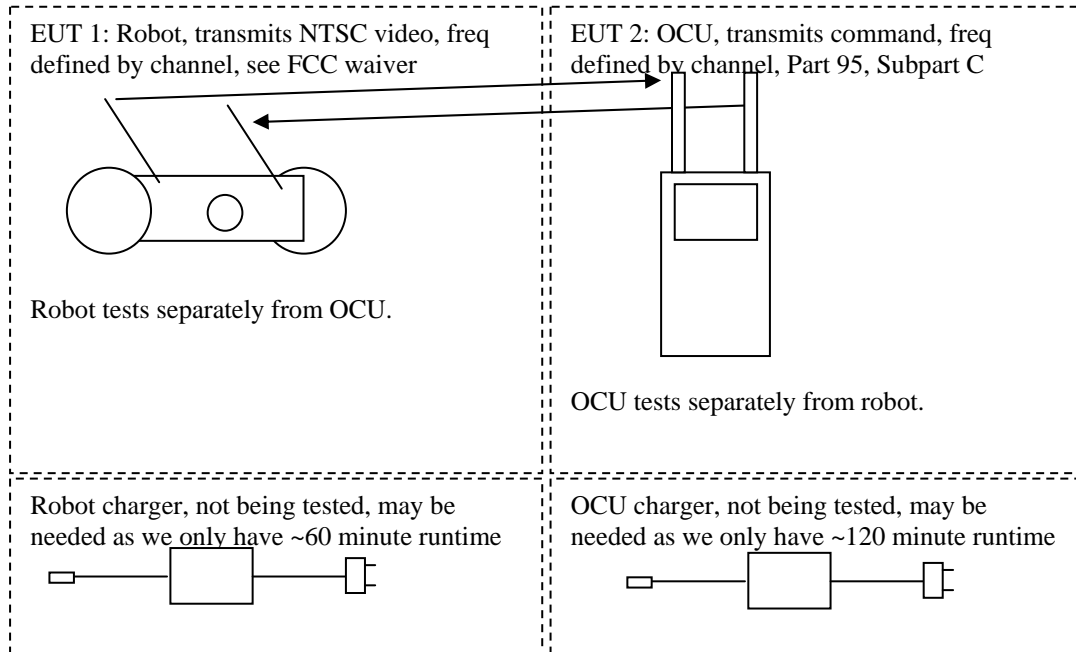 EUT 1: Robot, transmits NTSC video, freq
defined by channel, see FCC waiver
Robot tests separately from OCU.
EUT 2: OCU, transmits command, freq
defined by channel, Part 95, Subpart C
OCU tests separately from robot.
Robot charger, not being tested, may be
needed as we only have ~60 minute runtime
OCU charger, not being tested, may be
needed as we only have ~120 minute runtime